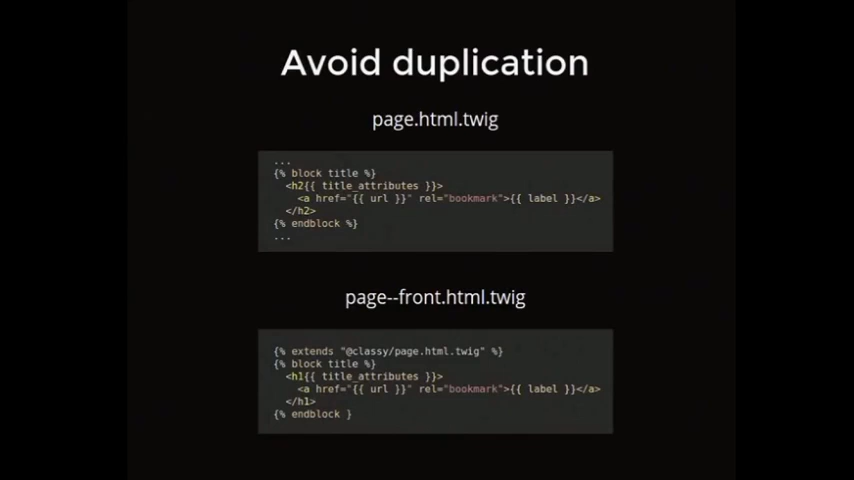 Avoid duplication
page.html.twig
...
{% block title %}
<h2{{ title_attributes }}>
<a href="{{ url }}" rel="bookmark">{{ label }}</a>
</h2>
{% endblock %}
...
page--front.html.twig
{% extends "@classy/page.html.twig" %}
{% block title %}
<h1{{ title_attributes }}>
<a href="{{ url }}" rel="bookmark">{{ label }}</a>
</h1>
{% endblock }